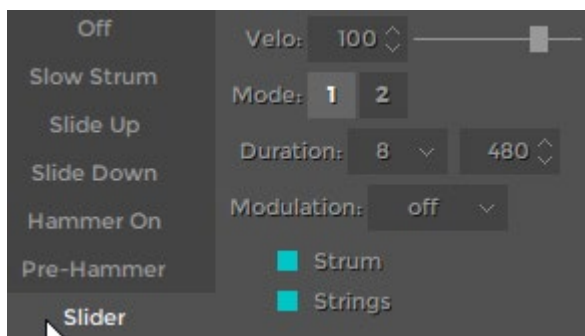 Off
Slow Strum
Slide Up
Slide Down
Hammer On
Pre-Hammer
Slider
Velo: 100
Mode: 1 2
Duration: 8 480
Modulation: off
Strum
Strings